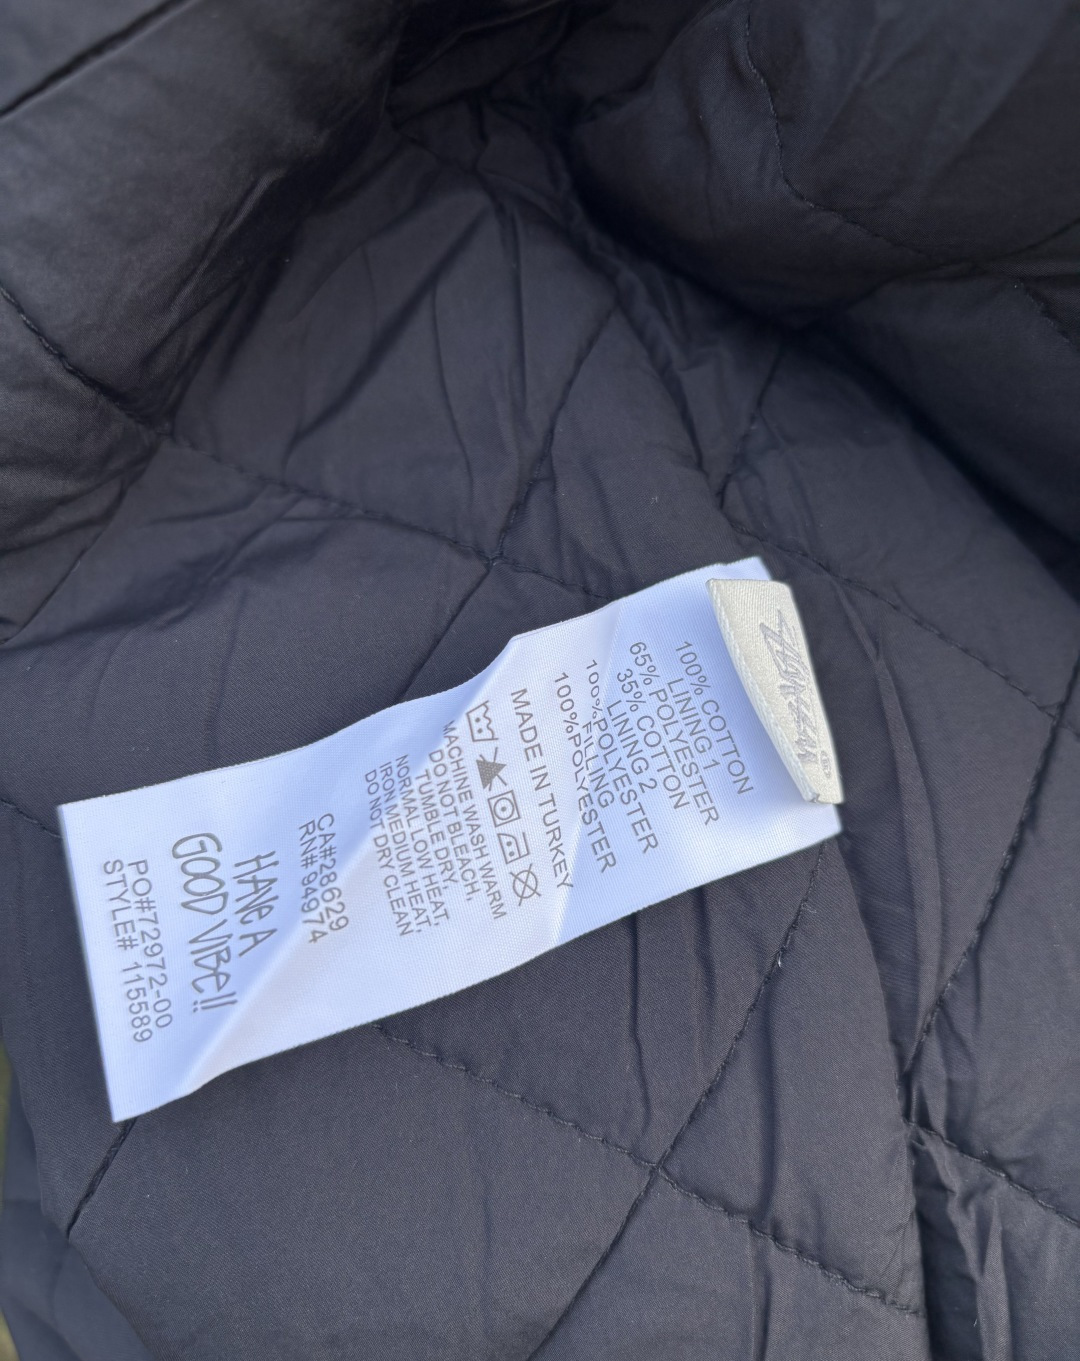 STÜSSY
®
100% COTTON
LINING 1
65% POLYESTER
35% COTTON
LINING 2
100% POLYESTER
FILLING
100%POLYESTER
MADE IN TURKEY
MACHINE WASH WARM
DO NOT BLEACH,
TUMBLE DRY.
NORMAL LOW HEAT,
IRON MEDIUM HEAT,
DO NOT DRY CLEAN
CA#:28629
RN#:94974
HAVE A
GOOD VIBE!!
PO#:72972-00
STYLE# 115589